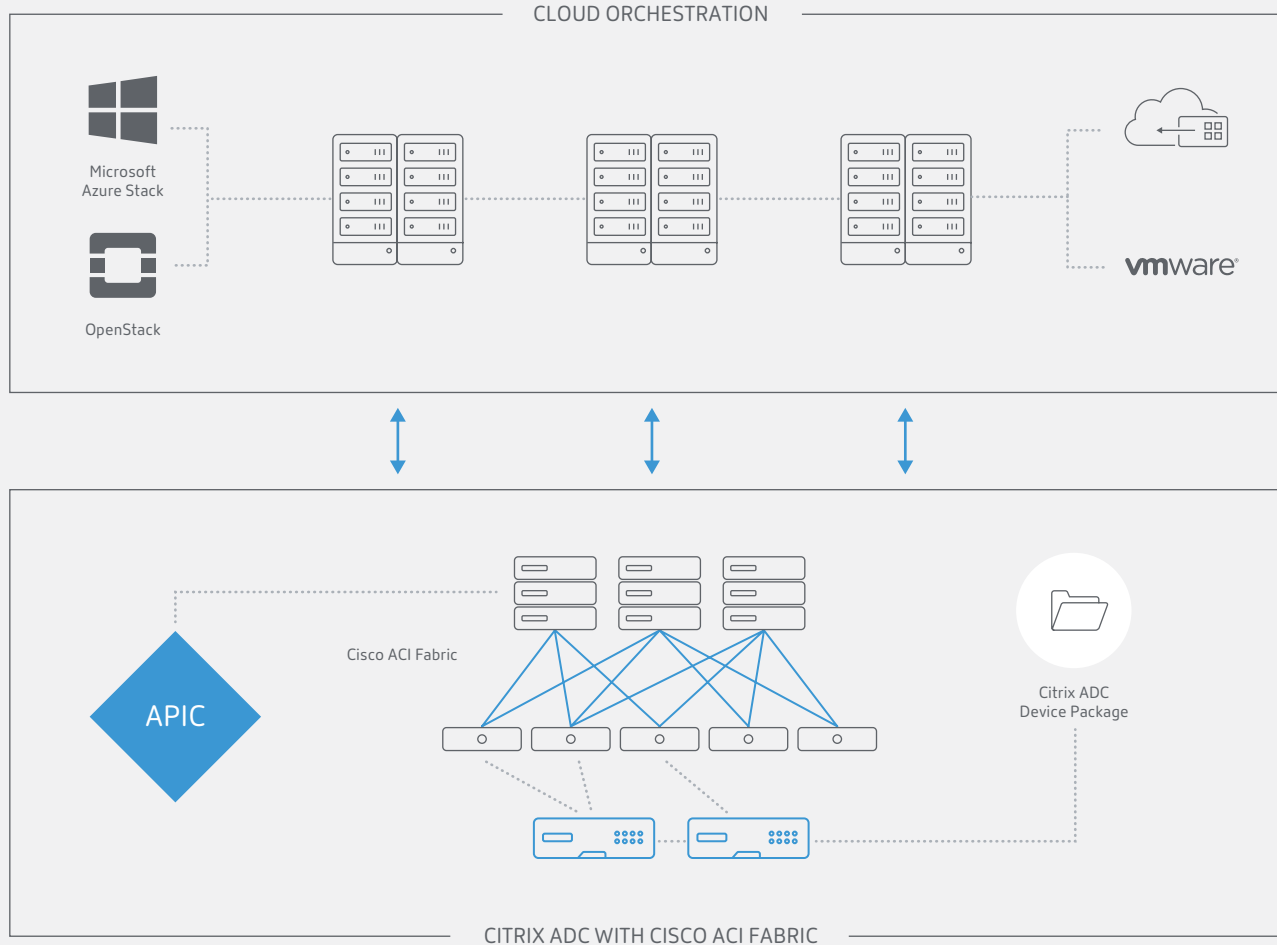 CLOUD ORCHESTRATION
Microsoft
Azure Stack
OpenStack
vmware®
Cisco ACI Fabric
APIC
Citrix ADC
Device Package
CITRIX ADC WITH CISCO ACI FABRIC